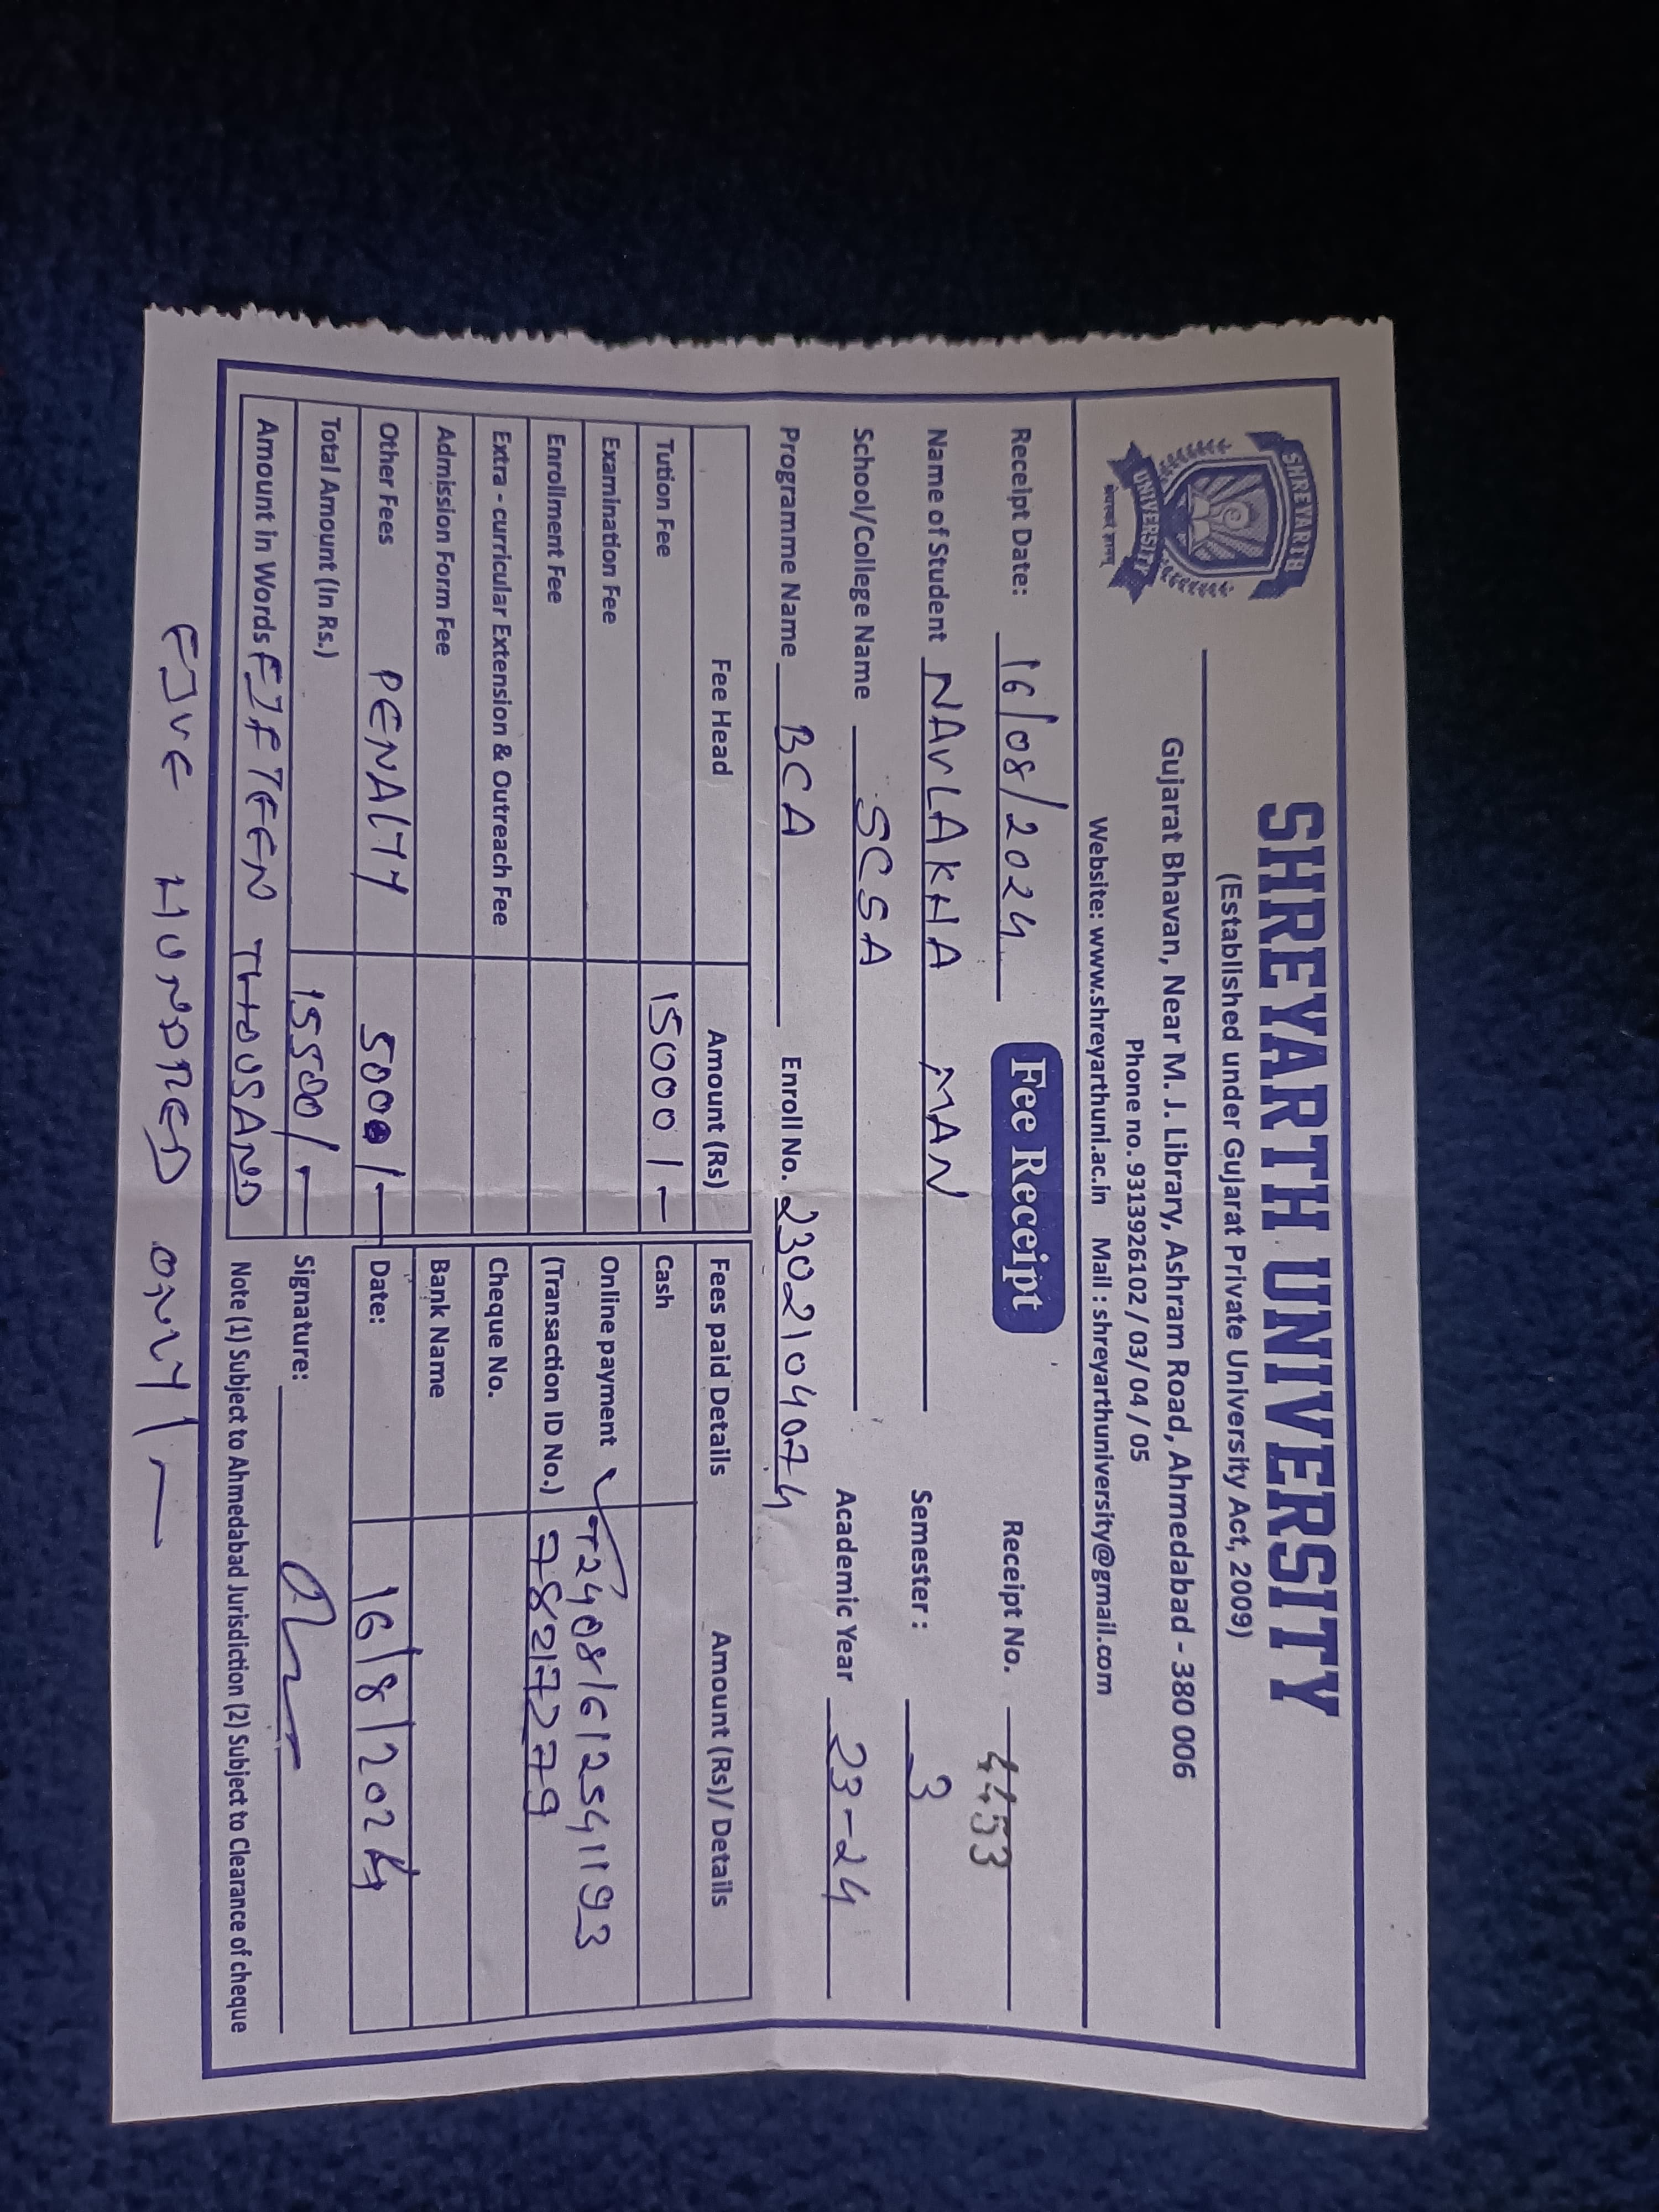 SHREYARTH
UNIVERSITY
SHREYARTH UNIVERSITY
(Established under Gujarat Private University Act, 2009)
Gujarat Bhavan, Near M. J. Library, Ashram Road, Ahmedabad - 380 006
Phone no. 9313926102 / 03/ 04 / 05
Website: www.shreyarthuni.ac.in Mail : shreyarthuniversity@gmail.com
Receipt Date: 16/08/2024 Fee Receipt Receipt No. 4453
Name of Student NAVLAKHA MAN Semester : 3
School/College Name SCSA Academic Year 23-24
Programme Name BCA Enroll No. 2302104074
Fee Head Amount (Rs) Fees paid Details Amount (Rs)/ Details
Tution Fee 15000/- Cash
Examination Fee Online payment ✓ T24081612541193
Enrollment Fee (Transaction ID No.) 782172779
Extra - curricular Extension & Outreach Fee Cheque No.
Admission Form Fee Bank Name
Other Fees PENALTY 500/- Date: 16/8/2024
Total Amount (In Rs.) 15500/-
Signature:
Amount in Words FIFTEEN THOUSAND
Note (1) Subject to Ahmedabad Jurisdiction (2) Subject to Clearance of cheque
FIVE HUNDRED ONLY/-